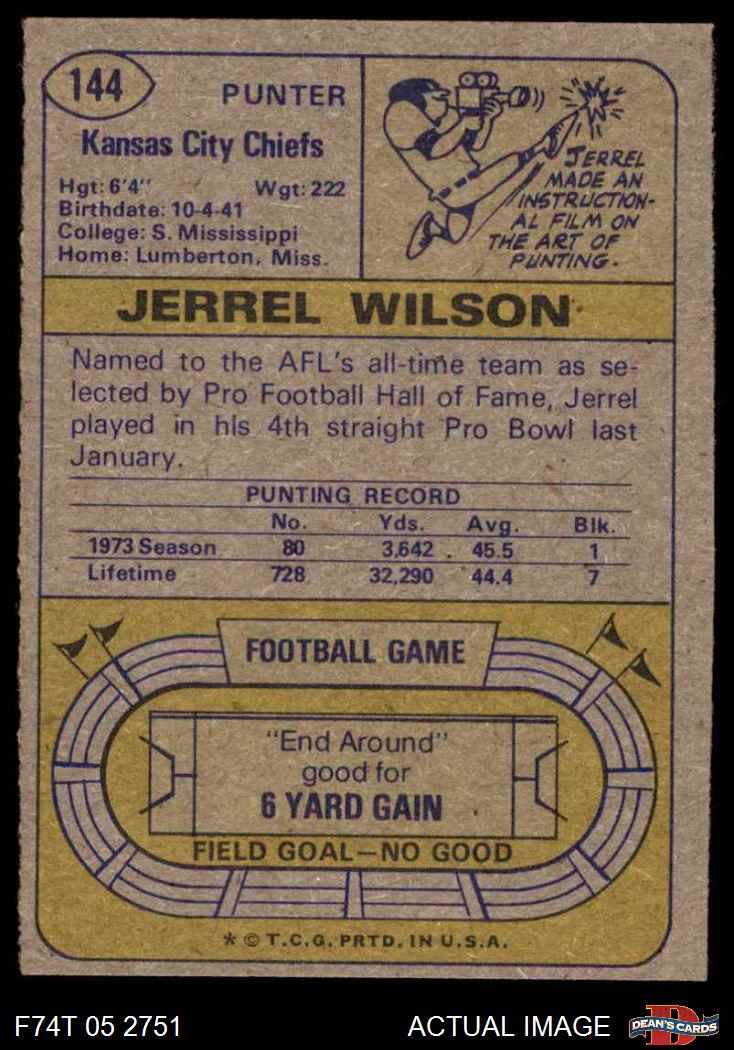 144
PUNTER
Kansas City Chiefs
Hgt: 6'4" Wgt: 222
Birthdate: 10-4-41
College: S. Mississippi
Home: Lumberton, Miss.
JERREL
MADE AN
INSTRUCTION-
AL FILM ON
THE ART OF
PUNTING.
JERREL WILSON
Named to the AFL's all-time team as se-
lected by Pro Football Hall of Fame, Jerrel
played in his 4th straight Pro Bowl last
January.
PUNTING RECORD
No. Yds. Avg. Blk.
1973 Season 80 3,642 45.5 1
Lifetime 728 32,290 44.4 7
FOOTBALL GAME
"End Around"
good for
6 YARD GAIN
FIELD GOAL—NO GOOD
* © T.C.G. PRTD. IN U.S.A.
F74T 05 2751 ACTUAL IMAGE
D
DEAN'S CARDS